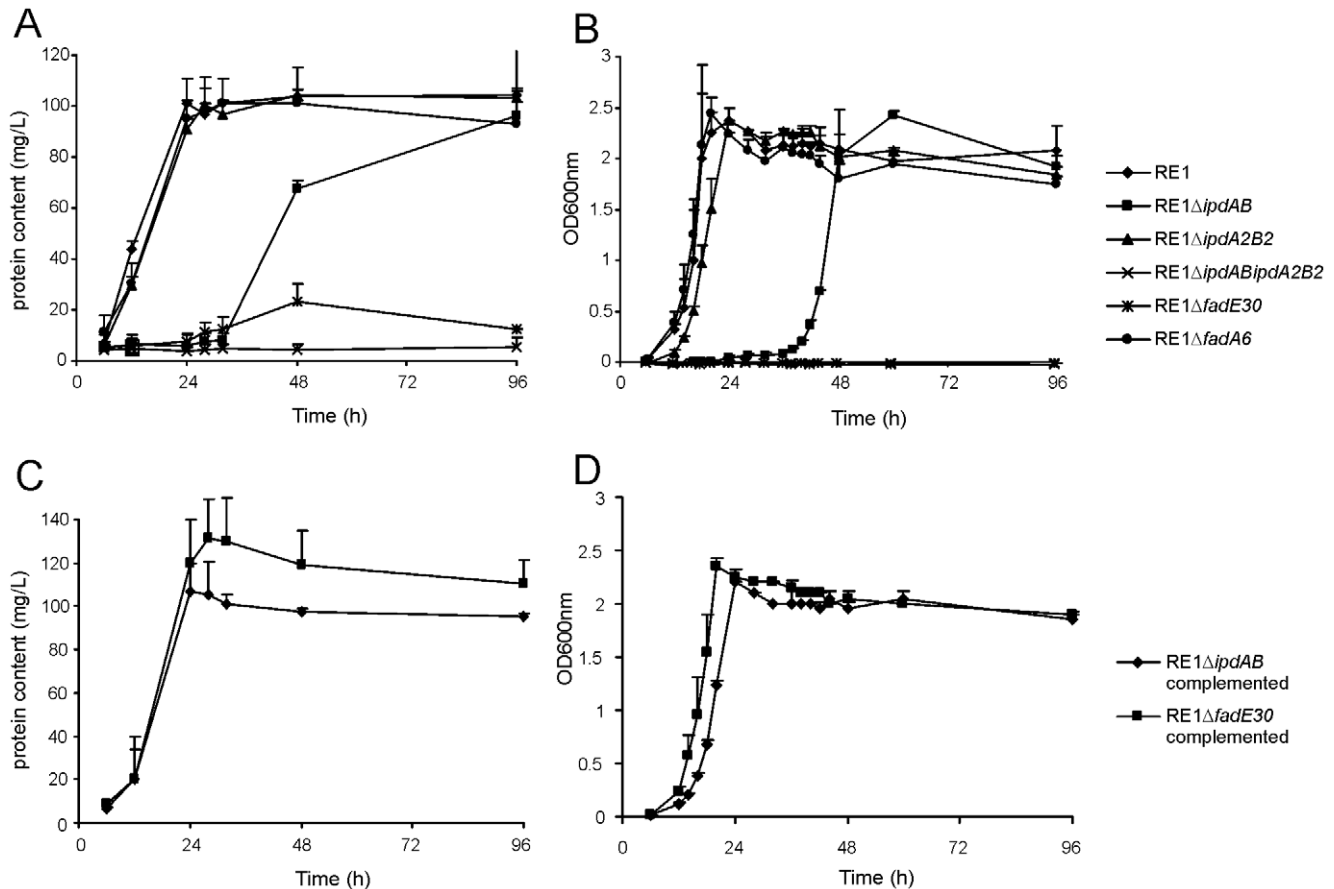 A
120
100
80
60
40
20
0
protein content (mg/L)
0
24
48
72
96
Time (h)
B
3
2.5
2
1.5
1
0.5
0
OD600nm
0
24
48
72
96
Time (h)
RE1
RE1ΔipdAB
RE1ΔipdA2B2
RE1ΔipdABipdA2B2
RE1ΔfadE30
RE1ΔfadA6
C
140
120
100
80
60
40
20
0
protein content (mg/L)
0
24
48
72
96
Time (h)
D
3
2.5
2
1.5
1
0.5
0
OD600nm
0
24
48
72
96
Time (h)
RE1ΔipdAB
complemented
RE1ΔfadE30
complemented